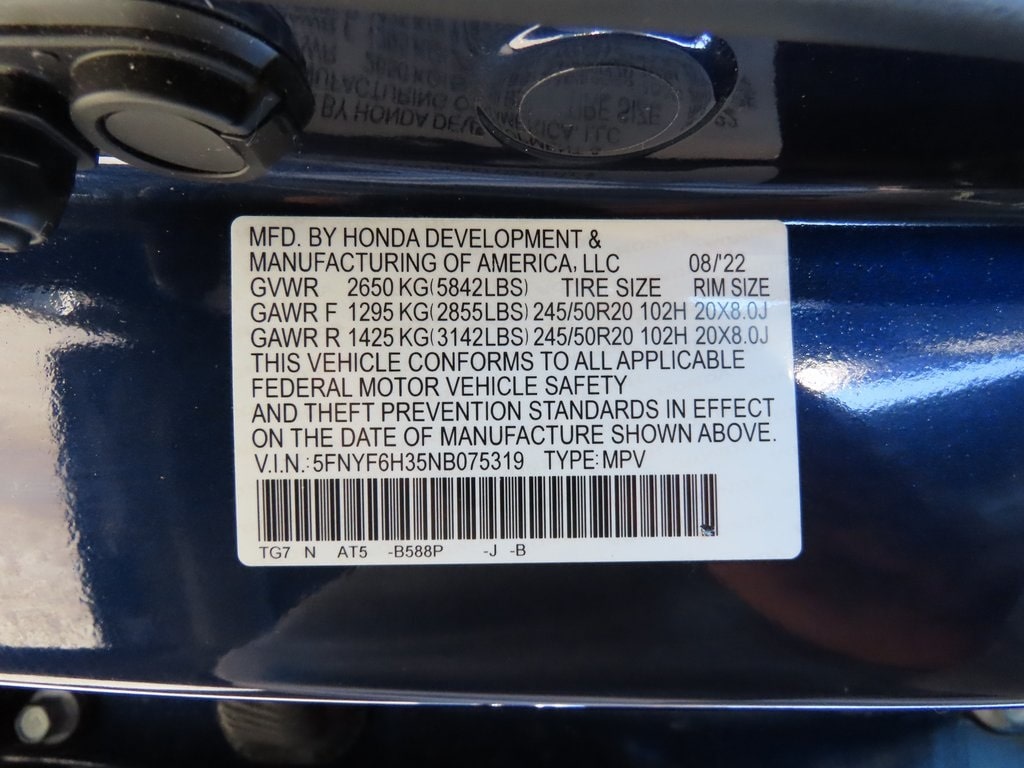 MFD. BY HONDA DEVELOPMENT &
MANUFACTURING OF AMERICA, LLC 08/'22
GVWR 2650 KG(5842LBS) TIRE SIZE RIM SIZE
GAWR F 1295 KG(2855LBS) 245/50R20 102H 20X8.0J
GAWR R 1425 KG(3142LBS) 245/50R20 102H 20X8.0J
THIS VEHICLE CONFORMS TO ALL APPLICABLE
FEDERAL MOTOR VEHICLE SAFETY
AND THEFT PREVENTION STANDARDS IN EFFECT
ON THE DATE OF MANUFACTURE SHOWN ABOVE.
V.I.N.:5FNYF6H35NB075319 TYPE:MPV
TG7 N AT5 -B588P -J -B